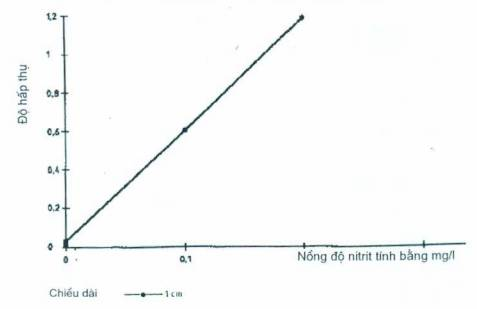 1,2
1
0,8
0,6
0,4
0,2
0
Độ hấp thụ
0
0,1
Nồng độ nitrit tính bằng mg/l
Chiều dài
1 cm